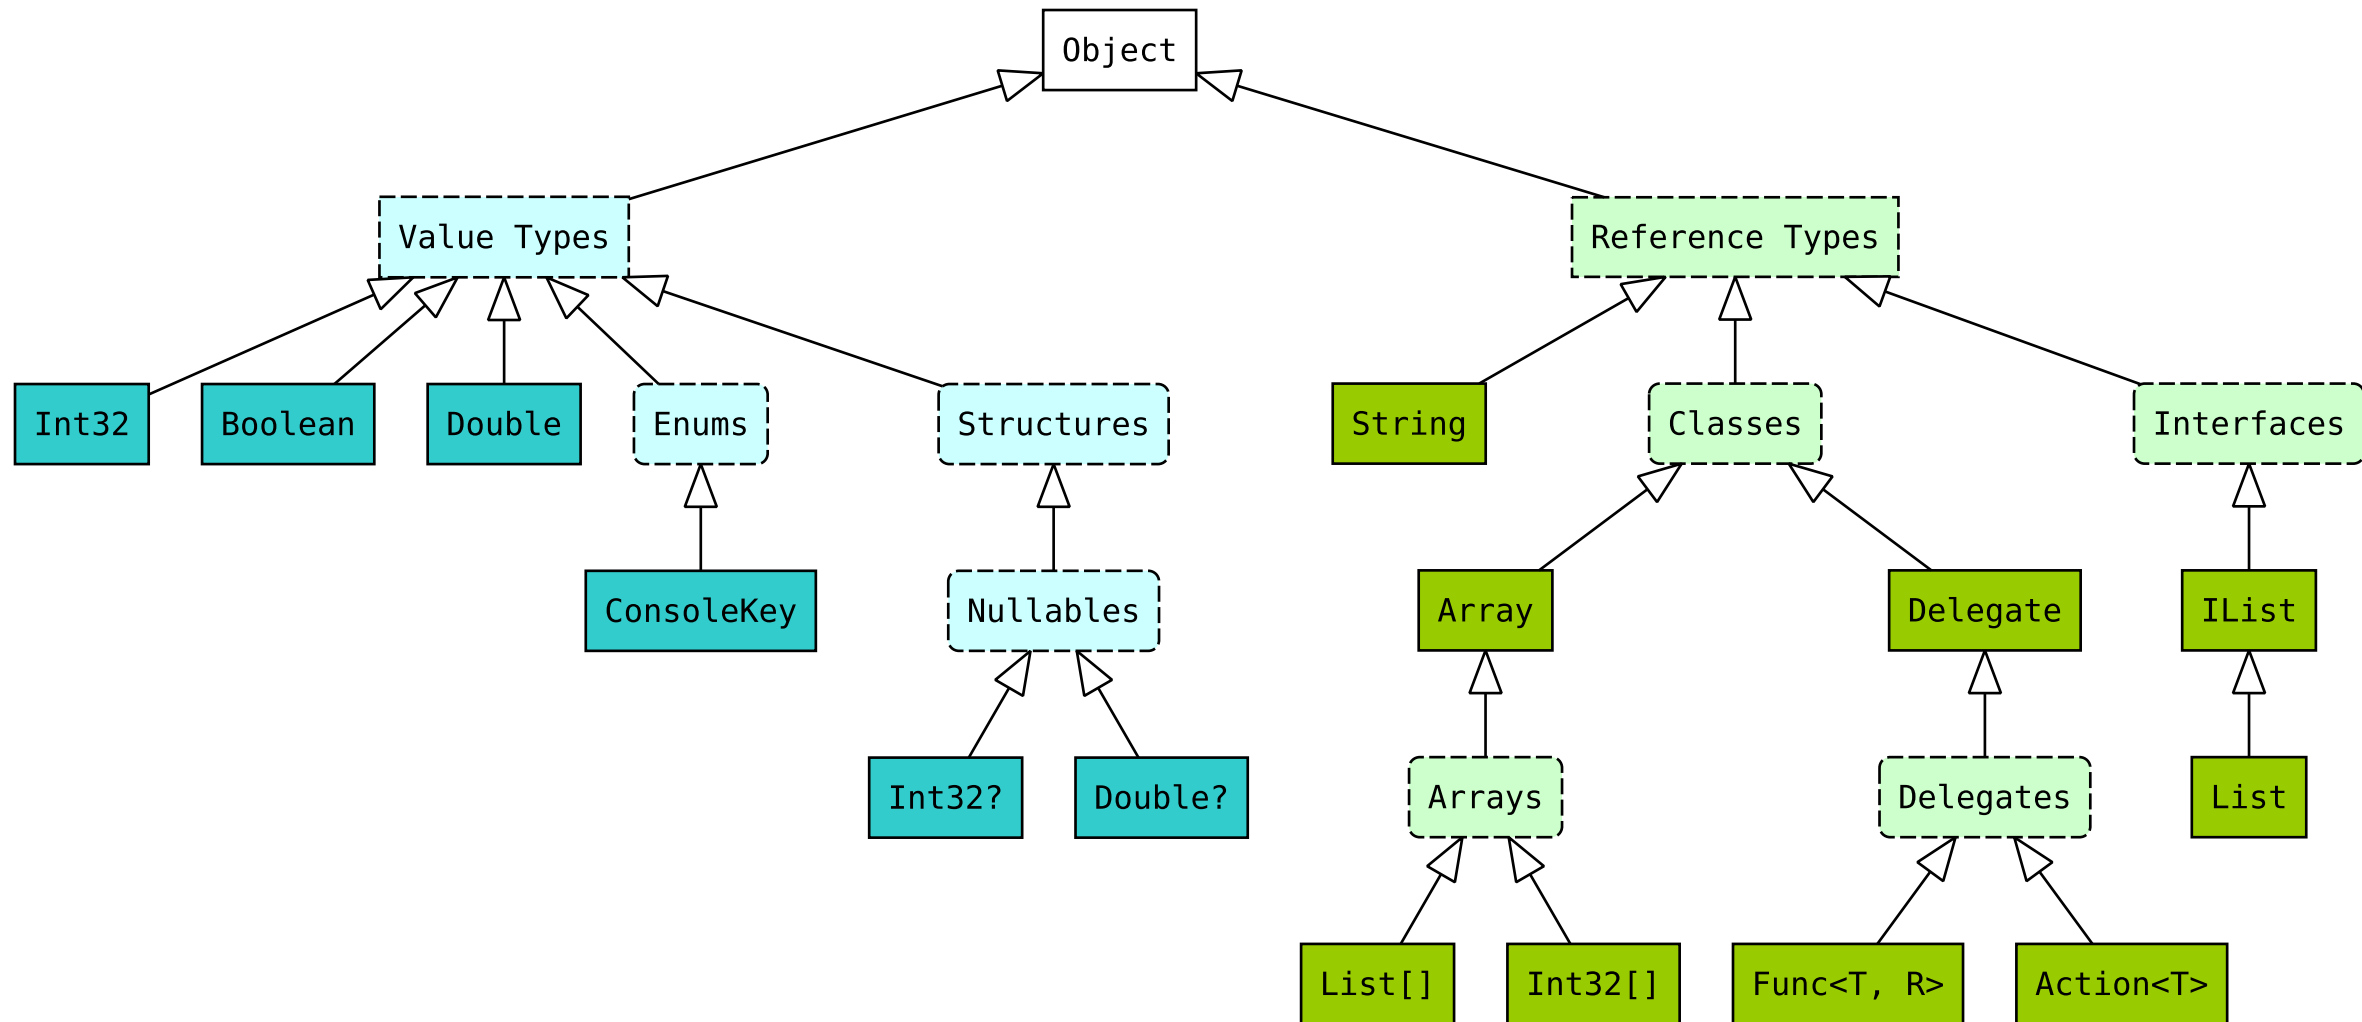 Object
Value Types
Reference Types
Int32
Boolean
Double
Enums
Structures
String
Classes
Interfaces
ConsoleKey
Nullables
Array
Delegate
IList
Int32?
Double?
Arrays
Delegates
List
List[]
Int32[]
Func<T, R>
Action<T>